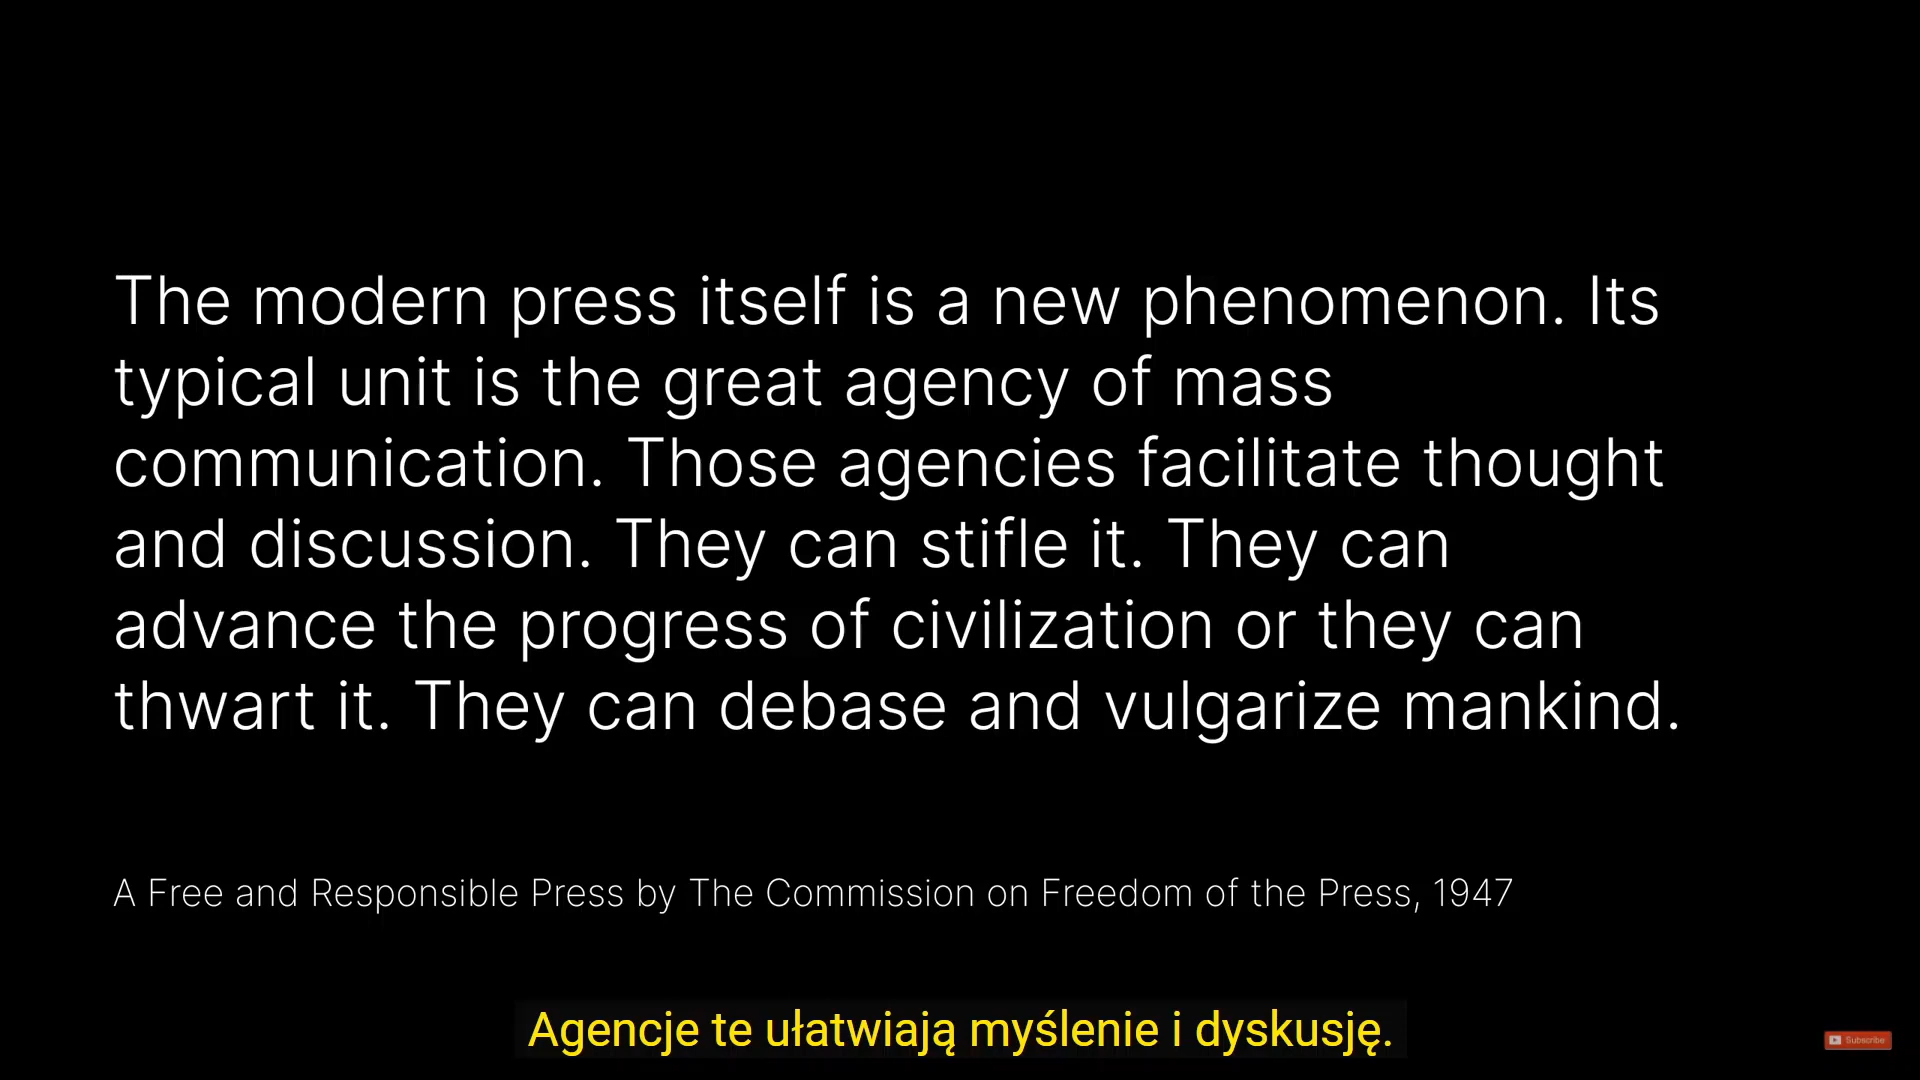 The modern press itself is a new phenomenon. Its
typical unit is the great agency of mass
communication. Those agencies facilitate thought
and discussion. They can stifle it. They can
advance the progress of civilization or they can
thwart it. They can debase and vulgarize mankind.
A Free and Responsible Press by The Commission on Freedom of the Press, 1947
Agencje te ułatwiają myślenie i dyskusję.
Subscribe